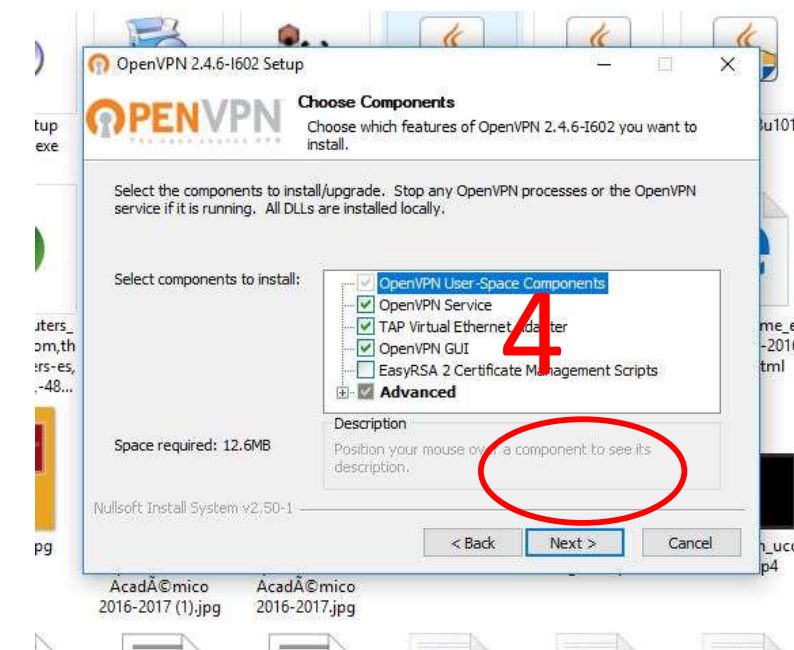 tup
exe
OpenVPN 2.4.6-I602 Setup
OPENVPN
Choose Components
Choose which features of OpenVPN 2.4.6-I602 you want to
install.
Select the components to install/upgrade. Stop any OpenVPN processes or the OpenVPN
service if it is running. All DLLs are installed locally.
Select components to install:
OpenVPN User-Space Components
OpenVPN Service
TAP Virtual Ethernet Adapter
OpenVPN GUI
EasyRSA 2 Certificate Management Scripts
Advanced
4
Space required: 12.6MB
Description
Position your mouse over a component to see its
description.
Nullsoft Install System v2.50-1
< Back
Next >
Cancel
u101
uters_
om,th
ers-es,
,-48...
me_e
-201
tml
pg
p4
AcadÃ©mico
2016-2017 (1).jpg
AcadÃ©mico
2016-2017.jpg